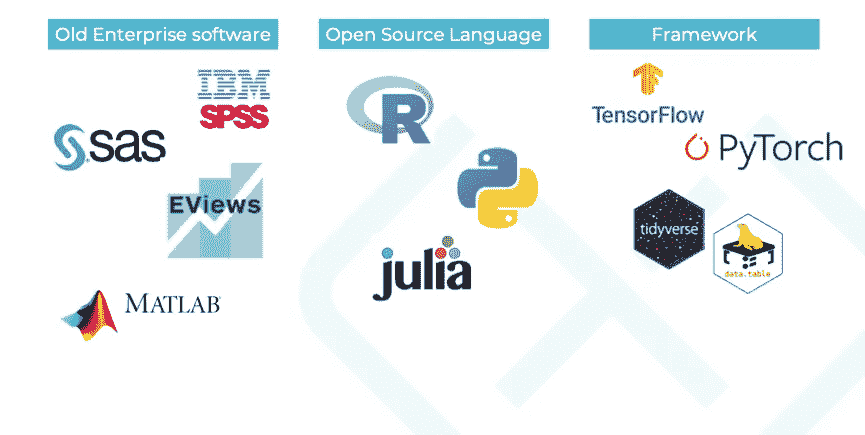 Old Enterprise software
IBM
SPSS
sas
EViews
MATLAB
Open Source Language
R
julia
Framework
TensorFlow
PyTorch
tidyverse
data.table